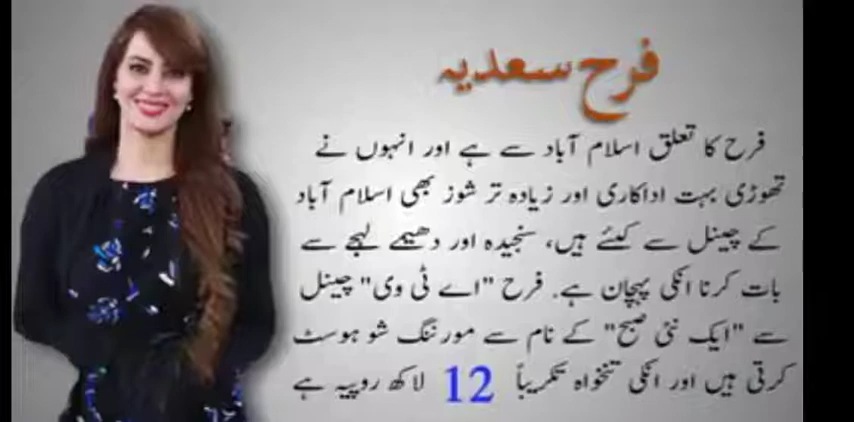 فرح سعدیہ
فرح کا تعلق اسلام آباد سے ہے اور انہوں نے
تھوڑی بہت اداکاری اور زیادہ تر شوز بھی اسلام آباد
کے چینل سے کیئے ہیں، سنجیدہ اور دھیمے لہجے سے
بات کرنا انکی پہچان ہے۔ فرح "اے ٹی وی" چینل
سے "ایک نئی صبح" کے نام سے مورننگ شو ہوسٹ
کرتی ہیں اور انکی تنخواہ تکریباً 12 لاکھ روپیہ ہے